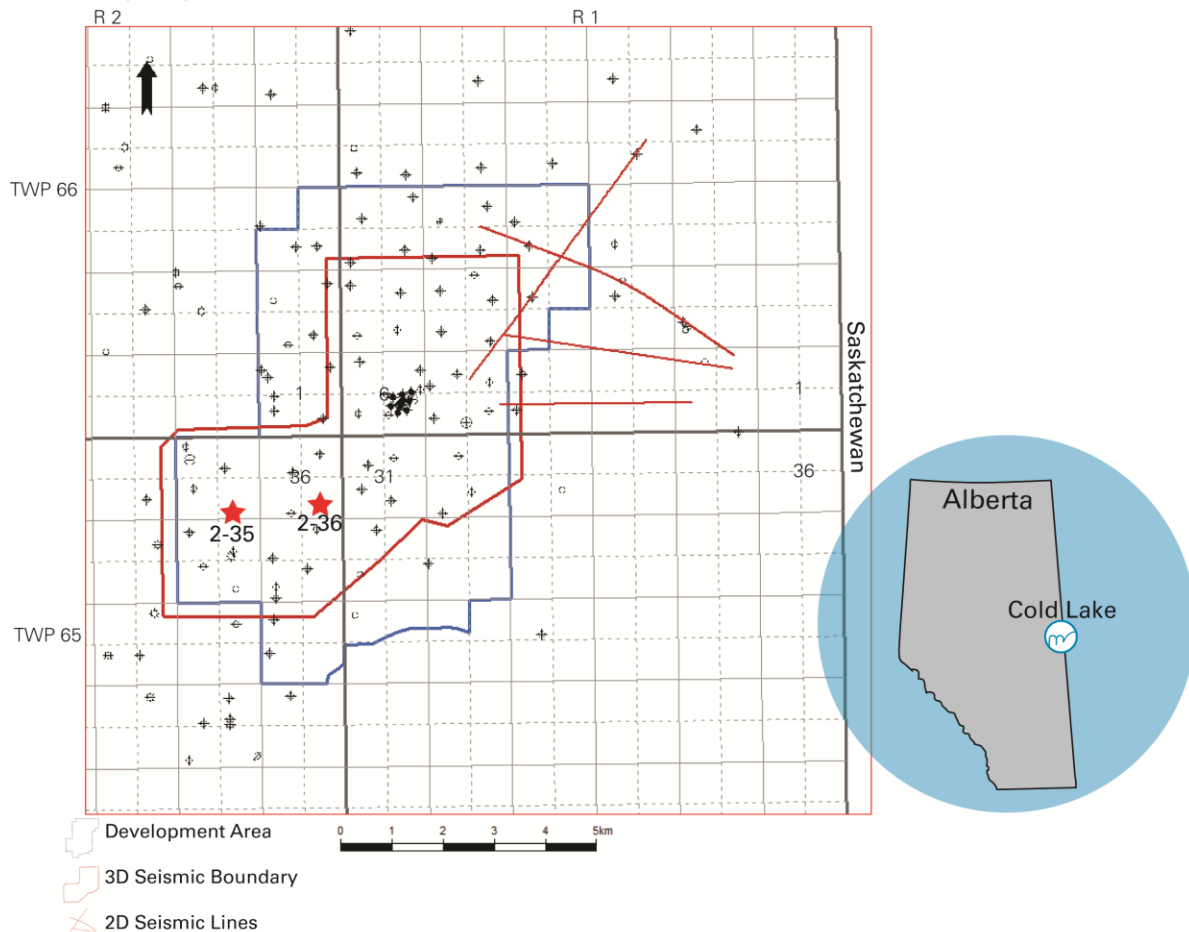 R 2
R 1
TWP 66
Saskatchewan
1
6
1
36
31
36
2-35
2-36
TWP 65
Alberta
Cold Lake
Development Area
0 1 2 3 4 5km
3D Seismic Boundary
2D Seismic Lines